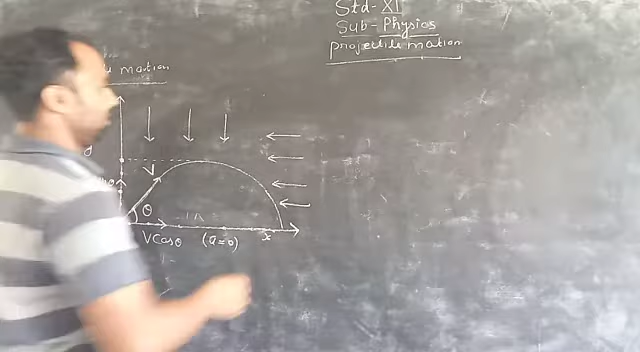 Std-XI
Sub-Physics
projectile motion
motion
y
V
θ
VCosθ
(a=0)
x